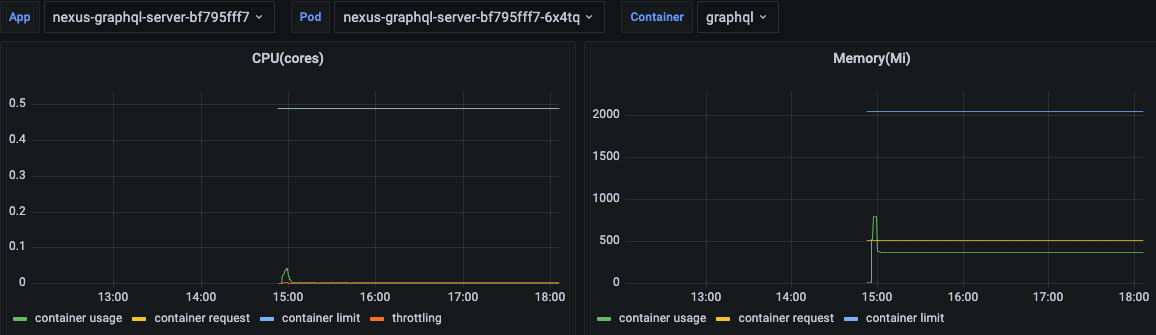 App nexus-graphql-server-bf795fff7 Pod nexus-graphql-server-bf795fff7-6x4tq Container graphql
CPU(cores)
0.5
0.4
0.3
0.2
0.1
0
13:00 14:00 15:00 16:00 17:00 18:00
container usage container request container limit throttling
Memory(Mi)
2000
1500
1000
500
0
13:00 14:00 15:00 16:00 17:00 18:00
container usage container request container limit